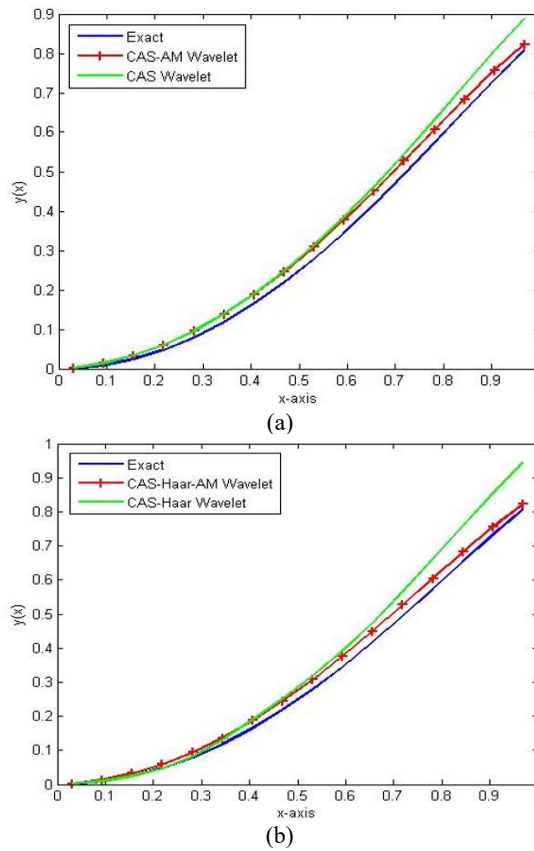 0.9
0.8
0.7
0.6
0.5
0.4
0.3
0.2
0.1
0
y(x)
Exact
CAS-AM Wavelet
CAS Wavelet
0 0.1 0.2 0.3 0.4 0.5 0.6 0.7 0.8 0.9
x-axis
(a)
1
0.9
0.8
0.7
0.6
0.5
0.4
0.3
0.2
0.1
0
y(x)
Exact
CAS-Haar-AM Wavelet
CAS-Haar Wavelet
0 0.1 0.2 0.3 0.4 0.5 0.6 0.7 0.8 0.9
x-axis
(b)